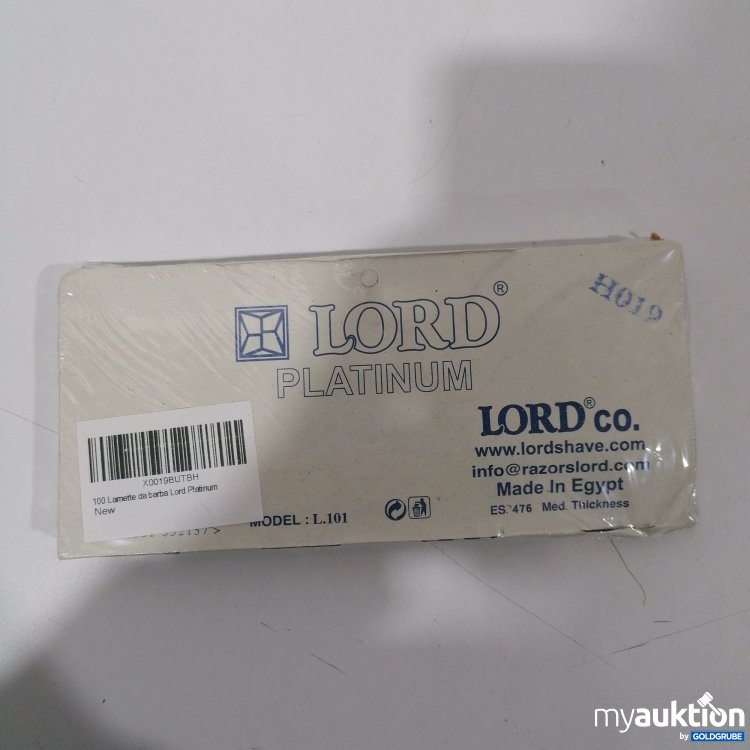 LORD®
PLATINUM
H019
LORD® CO.
www.lordshave.com
info@razorslord.com
Made In Egypt
ES. 476 Med. Thickness
X0019BUTBH
100 Lamette da barba Lord Platinum
New
MODEL : L.101
myauktion
by GOLDGRUBE